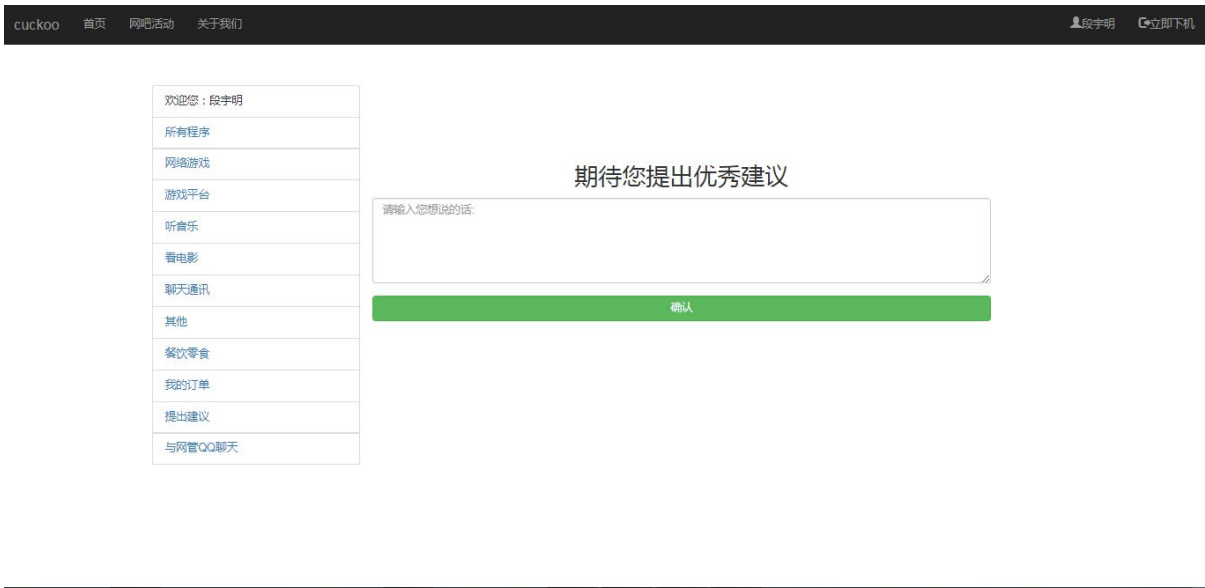 cuckoo 首页 网吧活动 关于我们 段宇明 立即下机
欢迎您：段宇明
所有程序
网络游戏
游戏平台
听音乐
看电影
聊天通讯
其他
餐饮零食
我的订单
提出建议
与网管QQ聊天
期待您提出优秀建议
请输入您想说的话:
确认